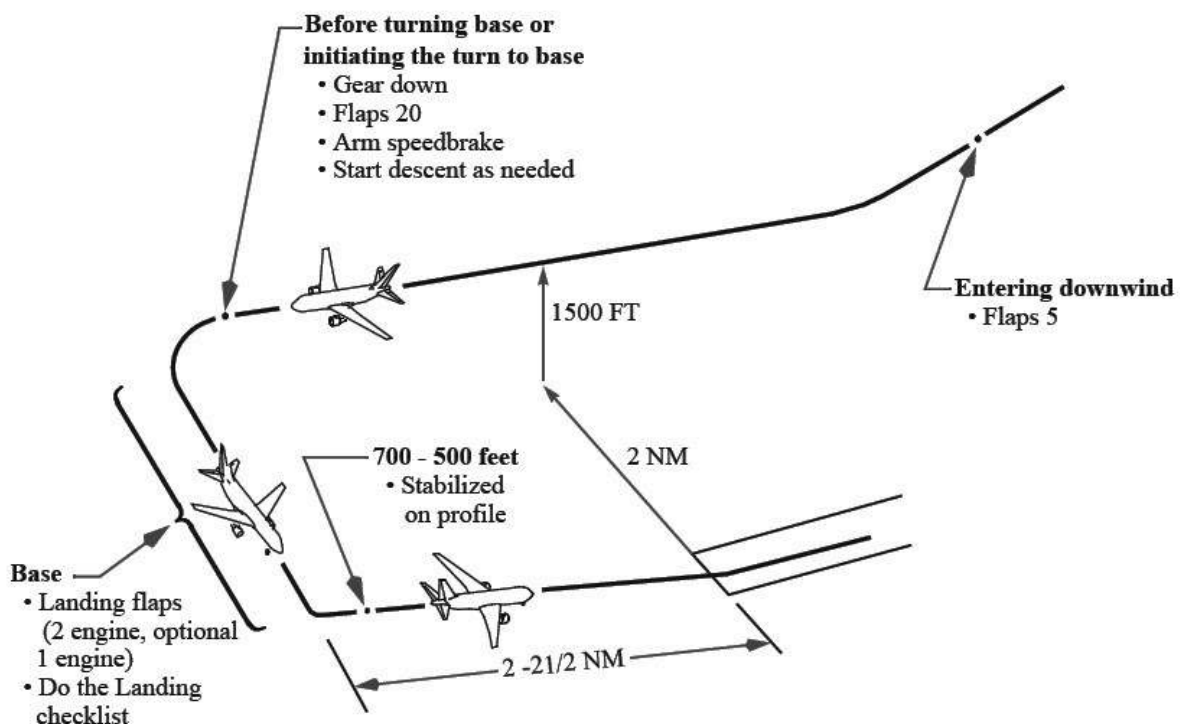 Before turning base or
initiating the turn to base
• Gear down
• Flaps 20
• Arm speedbrake
• Start descent as needed
Entering downwind
• Flaps 5
1500 FT
2 NM
700 - 500 feet
• Stabilized
on profile
Base
• Landing flaps
(2 engine, optional
1 engine)
• Do the Landing
checklist
2 -21/2 NM